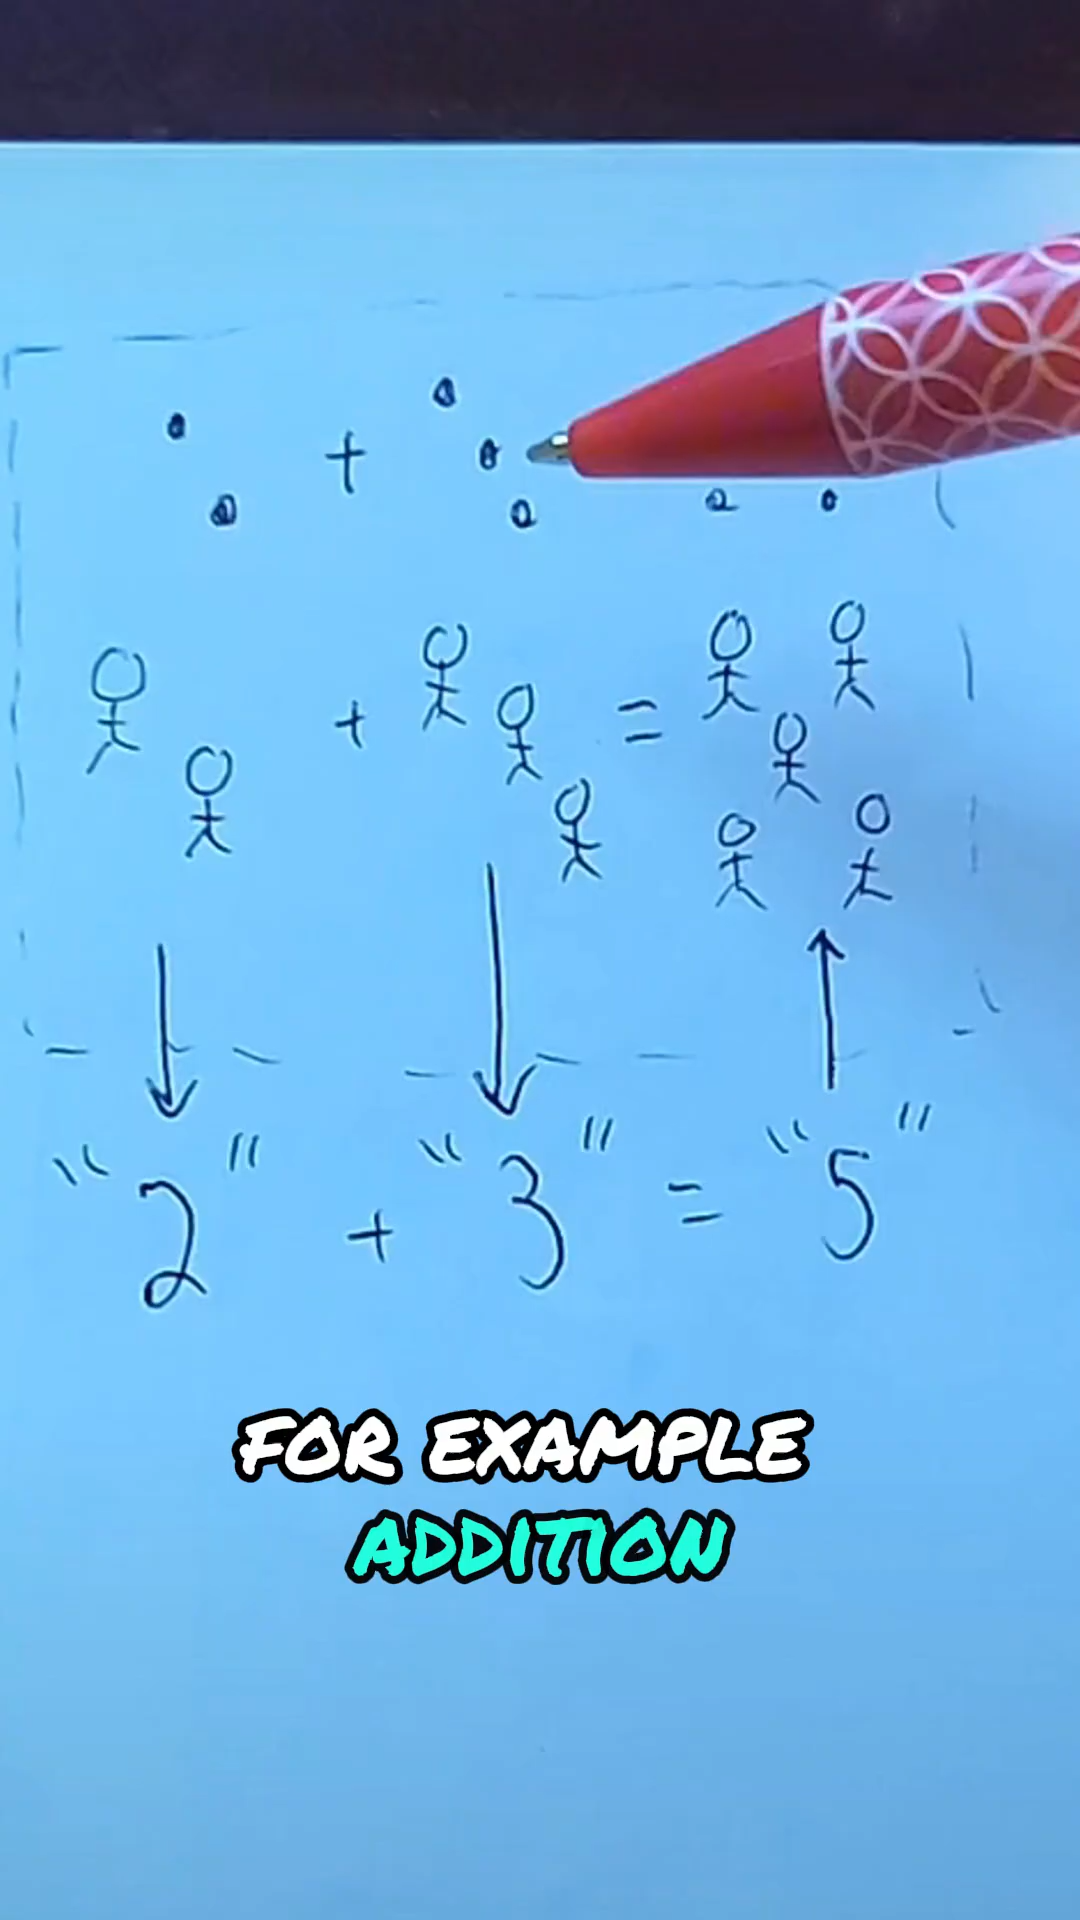 +
+ =
"2" + "3" = "5"
FOR EXAMPLE
ADDITION